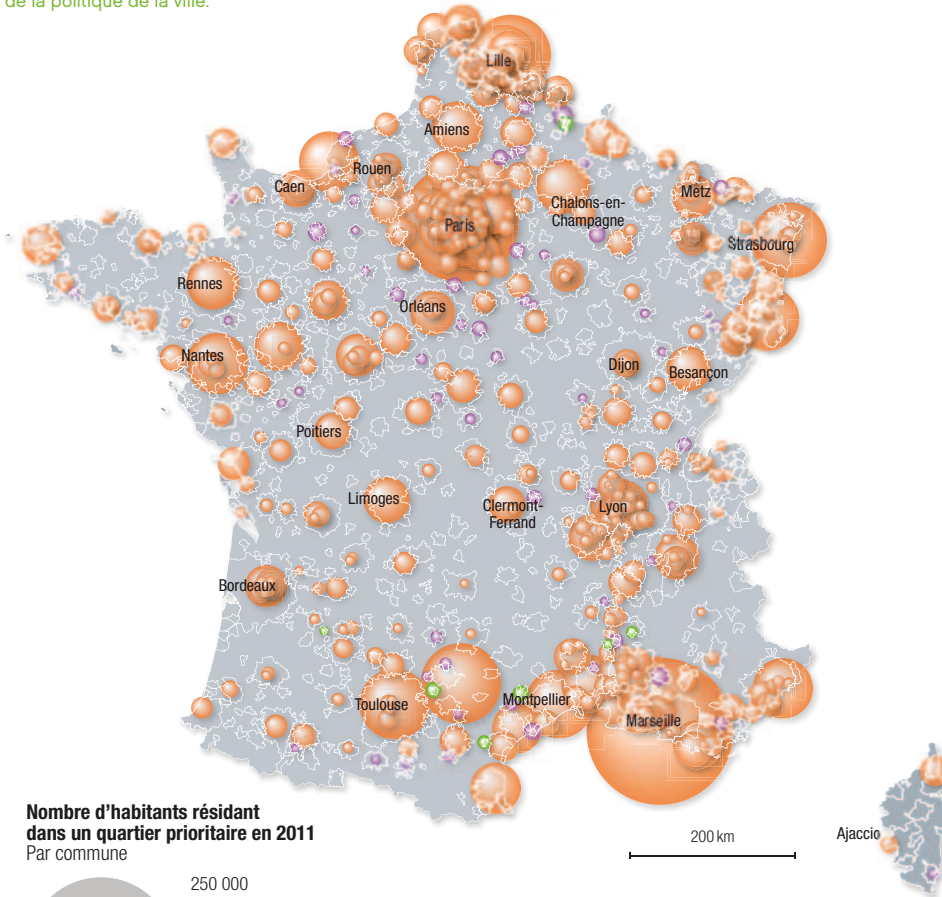 de la politique de la ville.
Lille
Amiens
Rouen
Caen
Chalons-en-
Champagne
Metz
Paris
Strasbourg
Rennes
Orléans
Nantes
Dijon
Besançon
Poitiers
Limoges
Clermont-
Ferrand
Lyon
Bordeaux
Toulouse
Montpellier
Marseille
Nombre d’habitants résidant
dans un quartier prioritaire en 2011
Par commune
250 000
200 km
Ajaccio